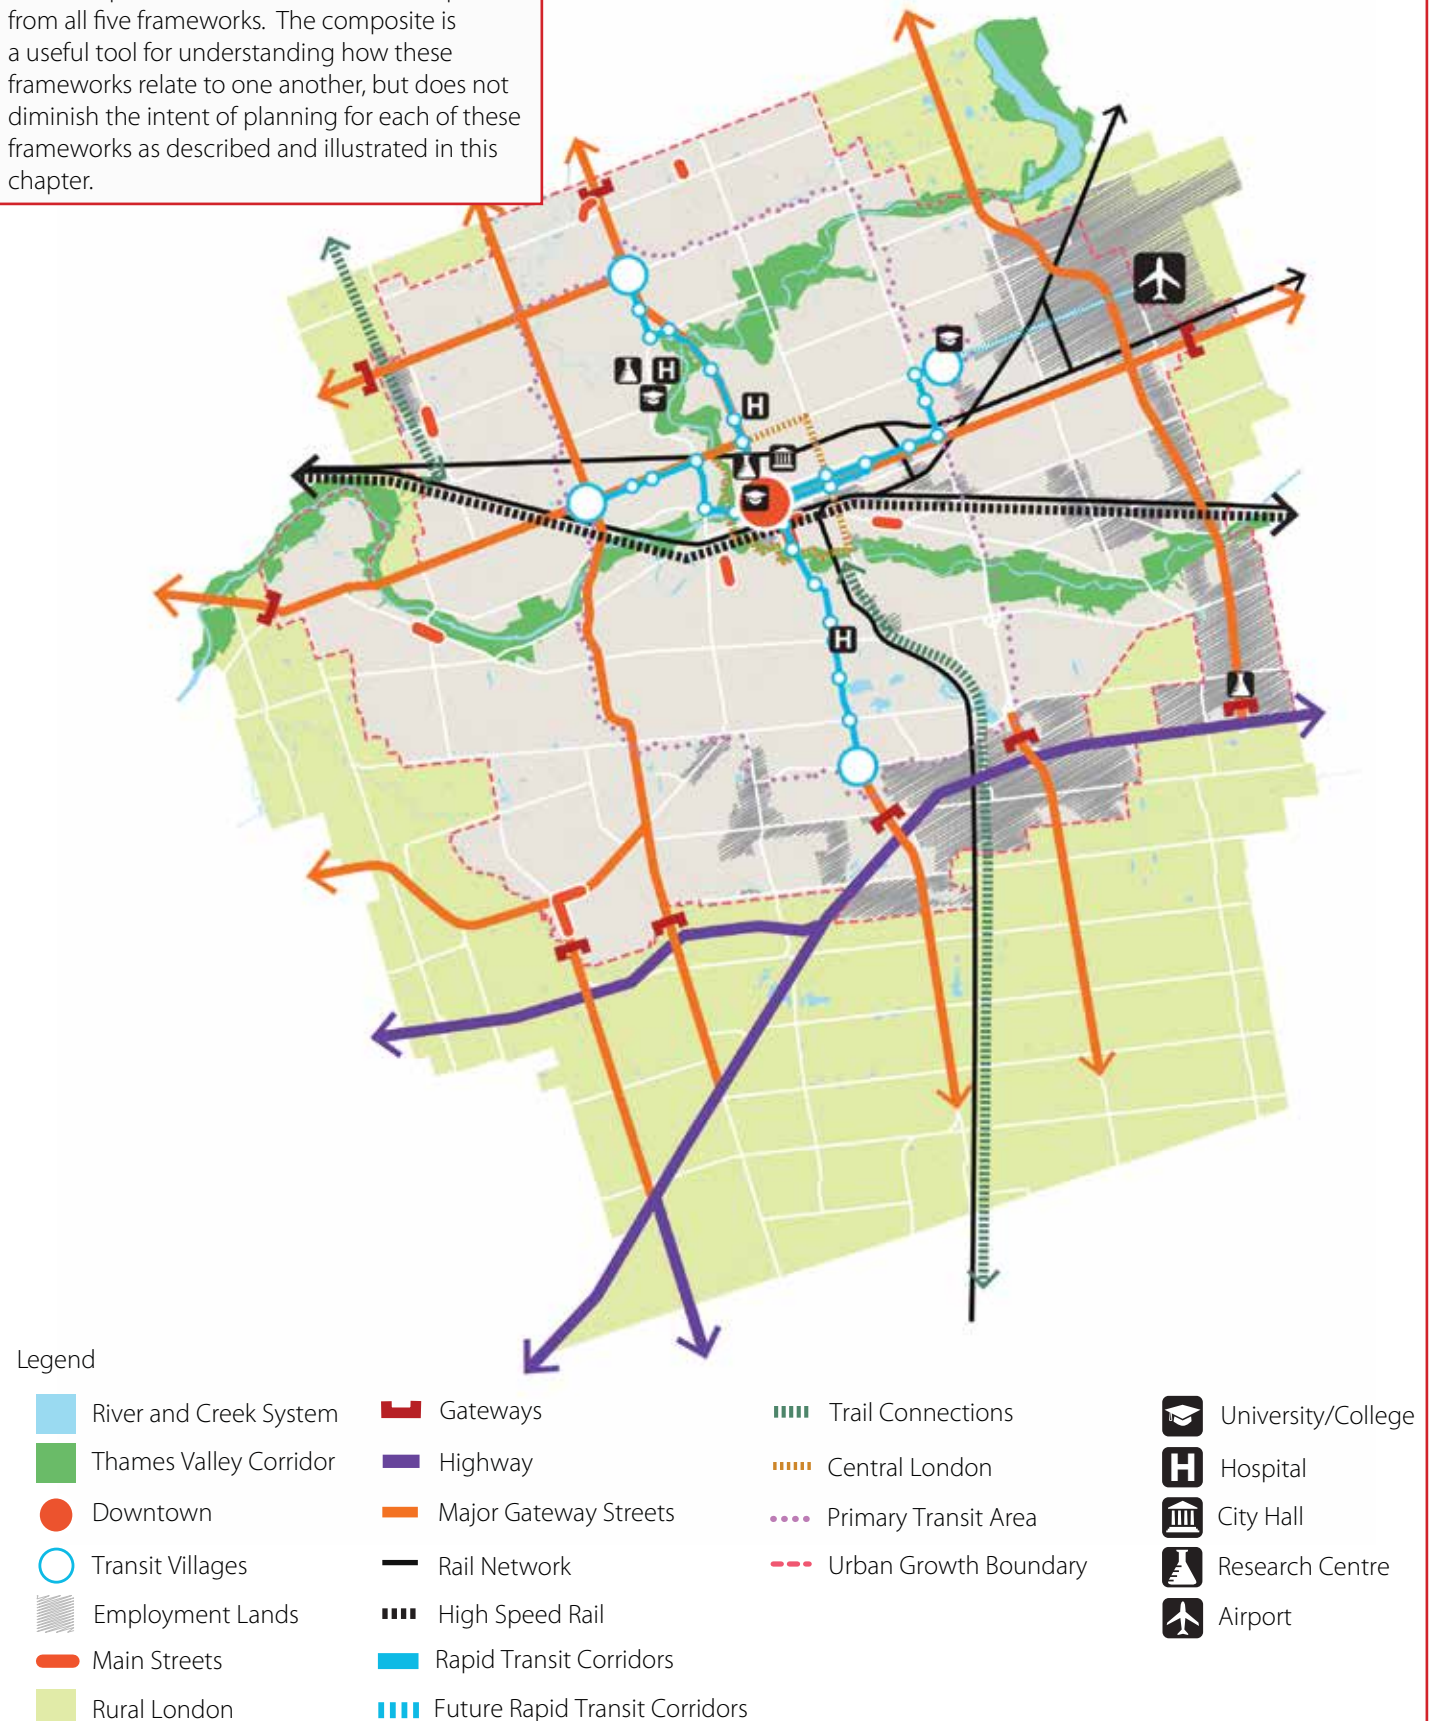 from all five frameworks. The composite is
a useful tool for understanding how these
frameworks relate to one another, but does not
diminish the intent of planning for each of these
frameworks as described and illustrated in this
chapter.
H
H
H
Legend
River and Creek System
Thames Valley Corridor
Downtown
Transit Villages
Employment Lands
Main Streets
Rural London
Gateways
Highway
Major Gateway Streets
Rail Network
High Speed Rail
Rapid Transit Corridors
Future Rapid Transit Corridors
Trail Connections
Central London
Primary Transit Area
Urban Growth Boundary
University/College
H Hospital
City Hall
Research Centre
Airport